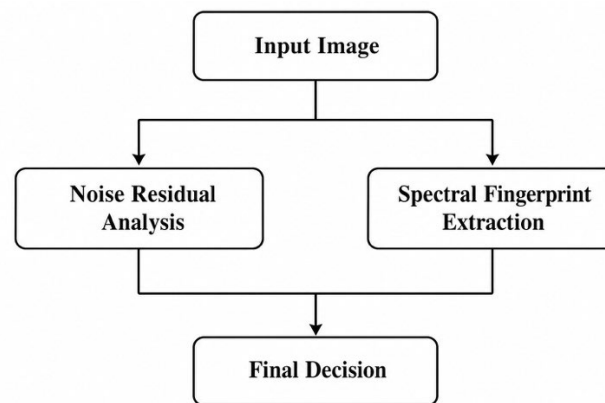 Input Image
Noise Residual
Analysis
Spectral Fingerprint
Extraction
Final Decision